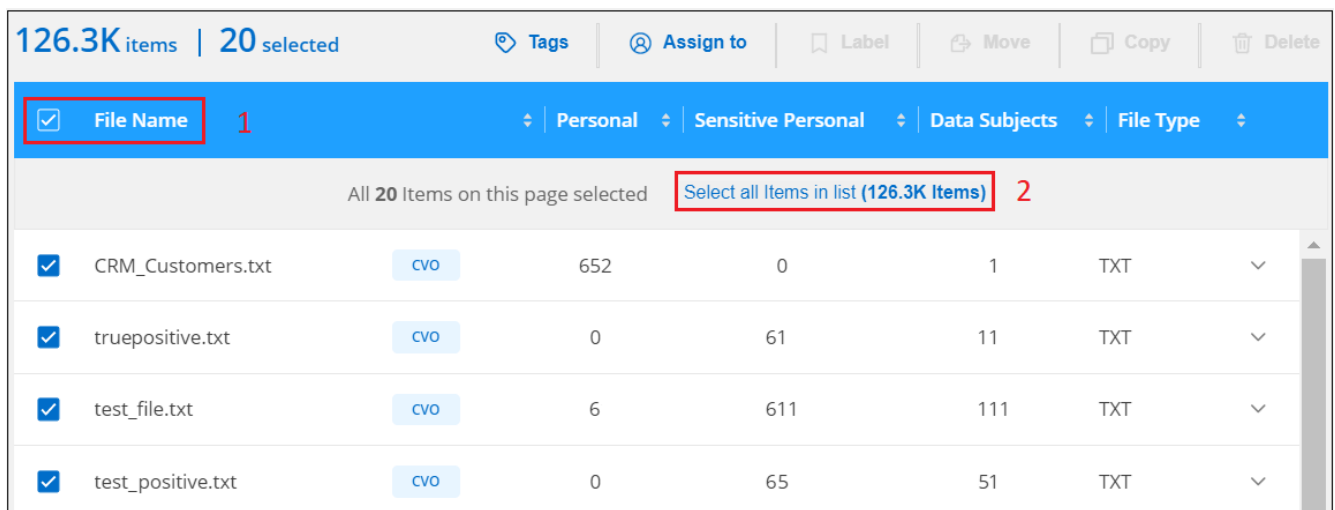 126.3K items | 20 selected Tags Assign to Label Move Copy Delete
File Name 1 Personal Sensitive Personal Data Subjects File Type
All 20 Items on this page selected Select all Items in list (126.3K Items) 2
CRM_Customers.txt CVO 652 0 1 TXT
truepositive.txt CVO 0 61 11 TXT
test_file.txt CVO 6 611 111 TXT
test_positive.txt CVO 0 65 51 TXT